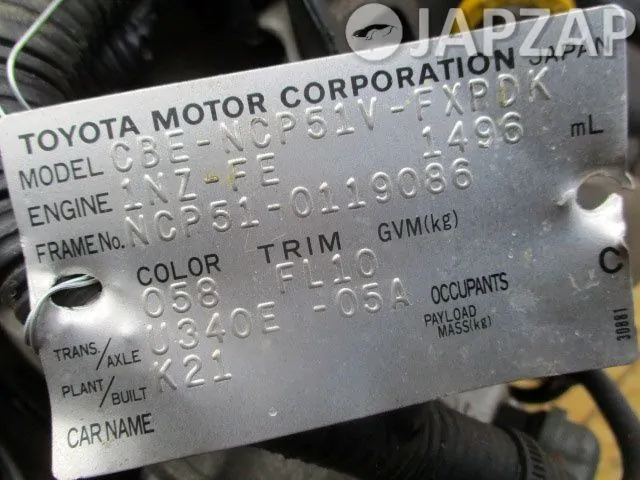 JAPZAP
TOYOTA MOTOR CORPORATION JAPAN
MODEL CBE-NCP51V-FXPDK
ENGINE 1NZ-FE 1496 mL
FRAME No. NCP51-0119086
COLOR TRIM GVM(kg)
058 FL10 C
TRANS./AXLE U340E -05A OCCUPANTS
PLANT/BUILT K21 PAYLOAD MASS(kg)
CAR NAME
30881